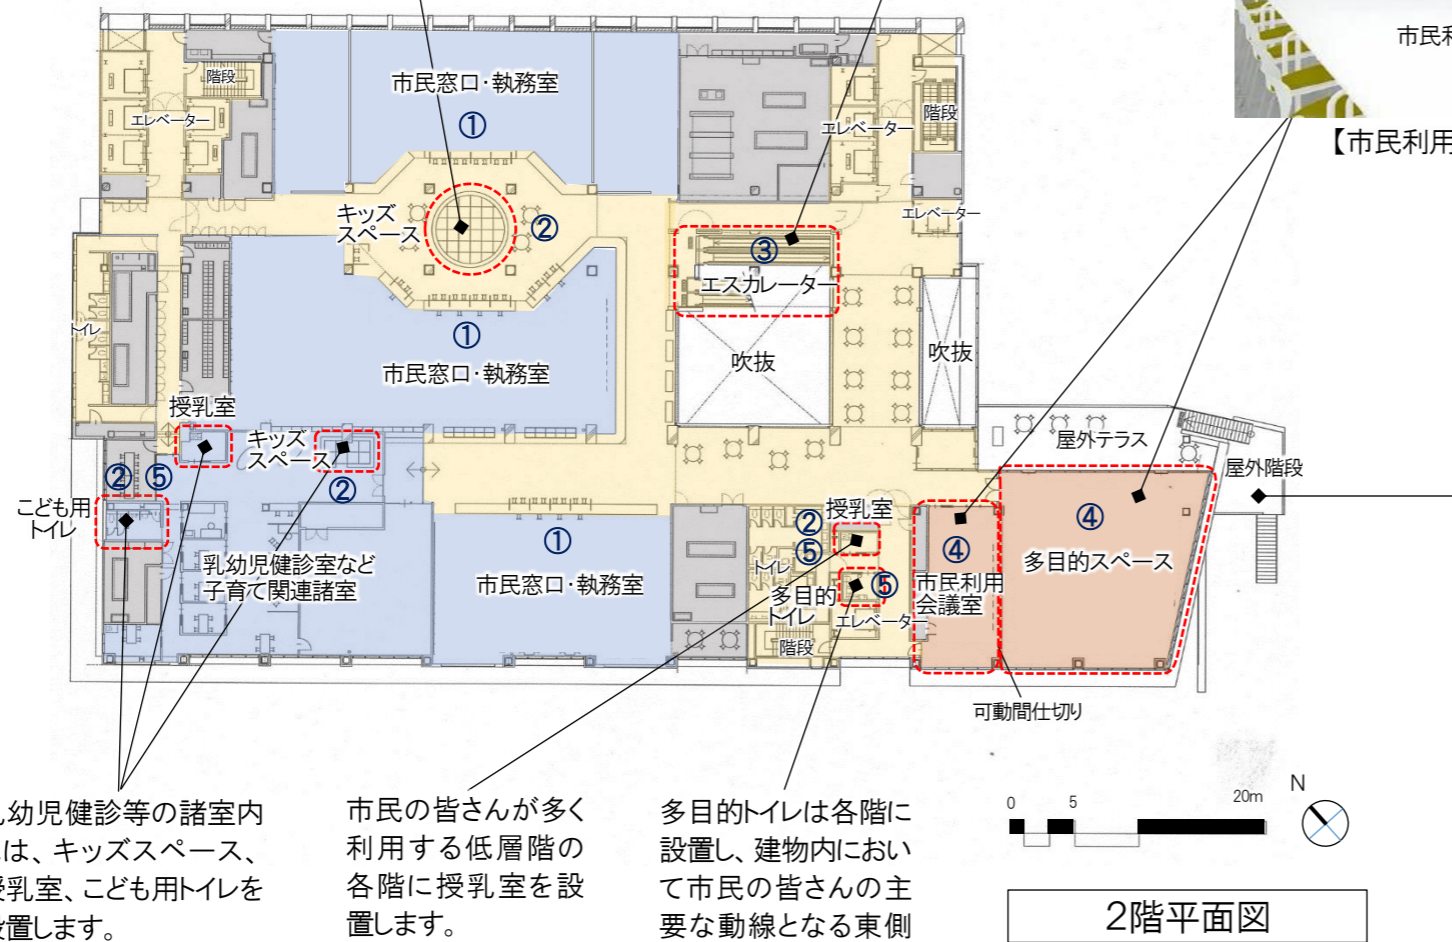 市民利
【市民利用
階段
市民窓口・執務室
エレベーター
①
エレベーター
階段
キッズ
スペース
②
エレベーター
③
エスカレーター
トイレ
①
市民窓口・執務室
吹抜
吹抜
授乳室
キッズ
スペース
屋外テラス
屋外階段
②
⑤
②
こども用
トイレ
乳幼児健診室など
子育て関連諸室
①
市民窓口・執務室
授乳室
②
⑤
トイレ
多目的
トイレ
⑤
エレベーター
階段
④
市民利用
会議室
④
多目的スペース
可動間仕切り
幼児健診等の諸室内
は、キッズスペース、
授乳室、こども用トイレを
設置します。
市民の皆さんが多く
利用する低層階の
各階に授乳室を設
置します。
多目的トイレは各階に
設置し、建物内におい
て市民の皆さんの主
要な動線となる東側
0
5
20m
N
2階平面図